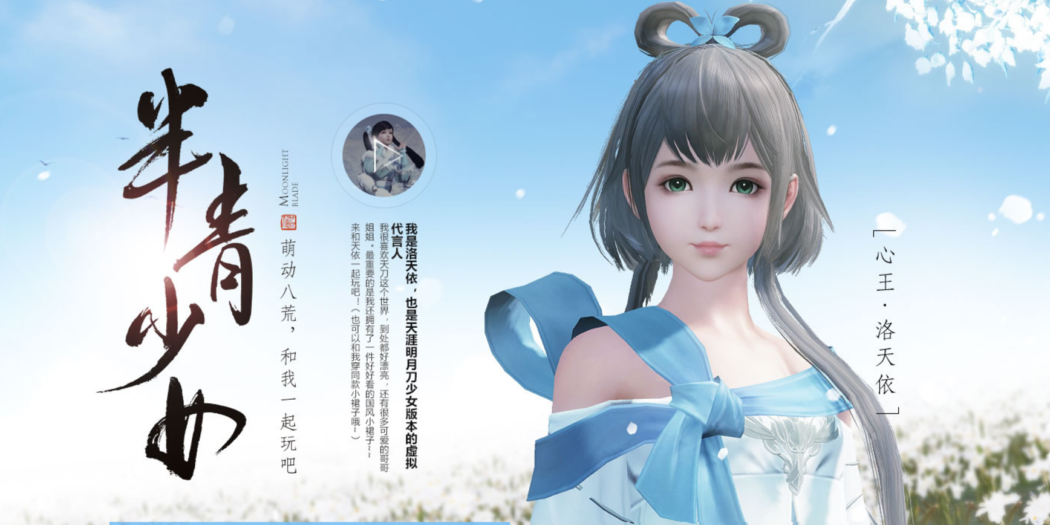 半青少女
MOONLIGHT
BLADE
萌动八荒，和我一起玩吧
我是洛天依，也是天涯明月刀少女版本的虚拟
代言人
我很喜欢天刀这个世界，到处都好漂亮，还有很多可爱的哥哥
姐姐。最重要的是我还拥有了一件好好看的国风小裙子~~
来和天依一起玩吧！（也可以和我穿同款小裙子哦~）
心王·洛天依